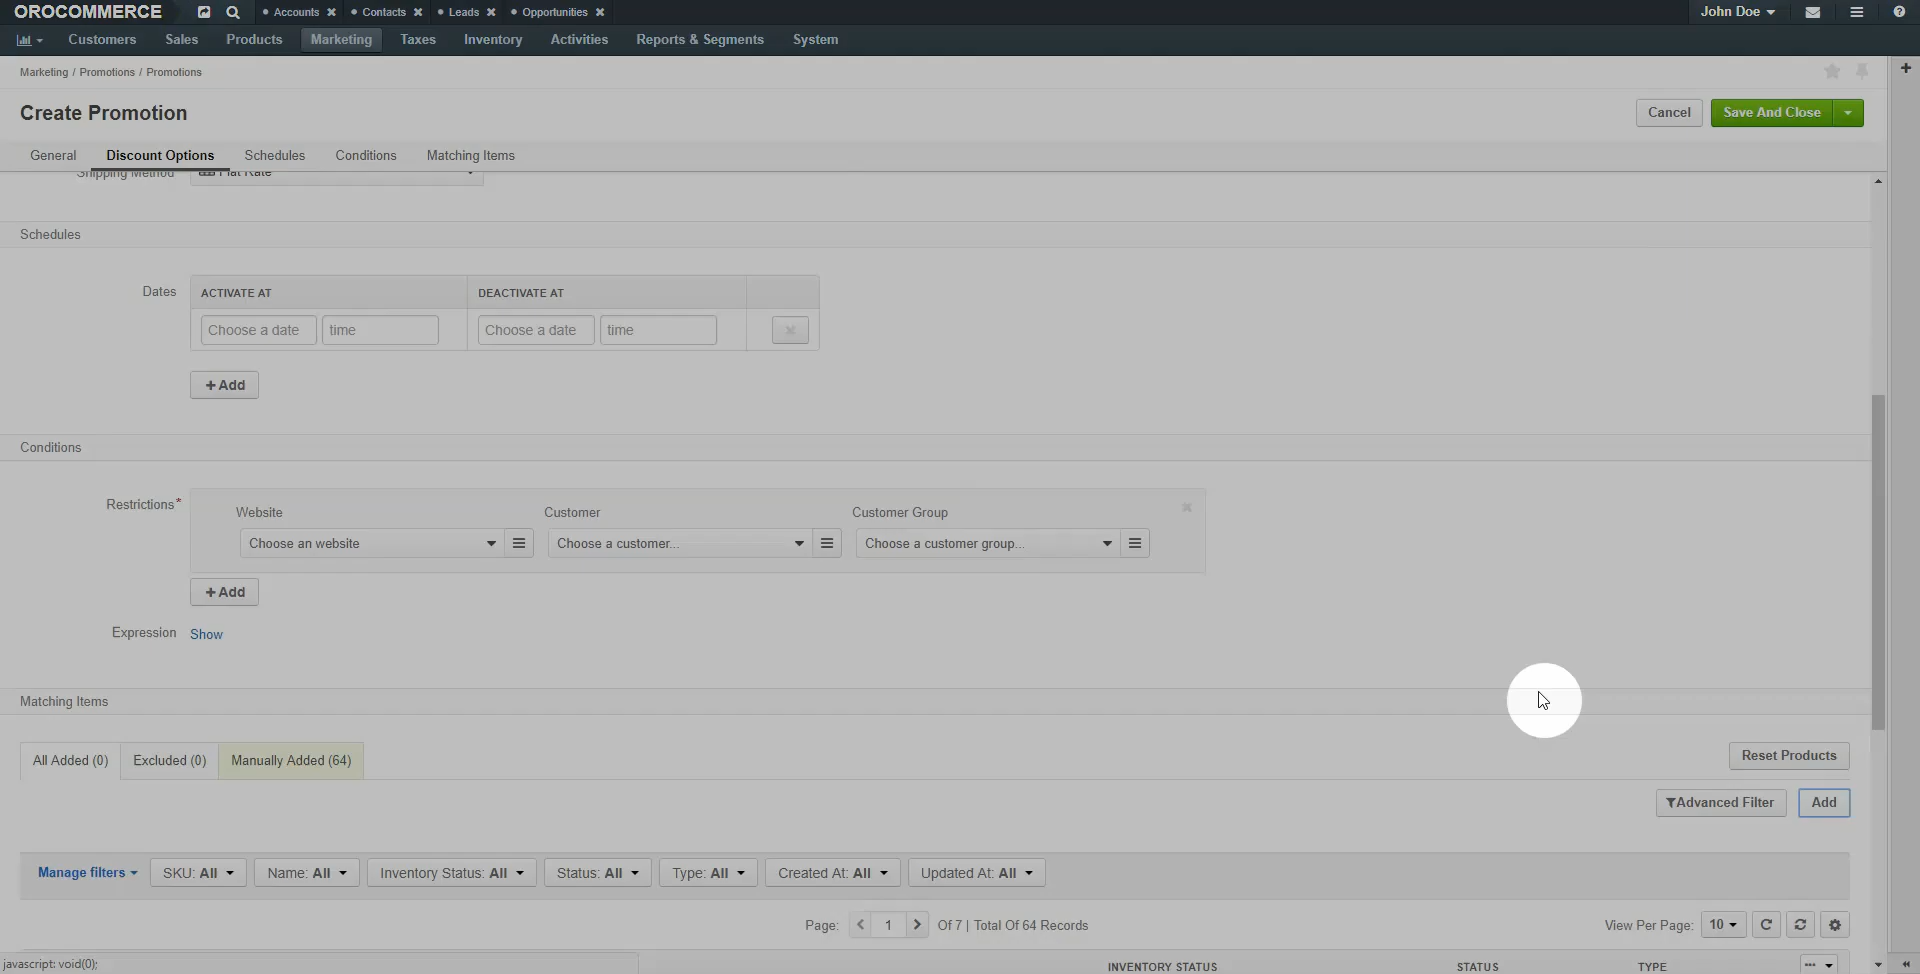 OROCOMMERCE
Accounts
Contacts
Leads
Opportunities
John Doe
Customers
Sales
Products
Marketing
Taxes
Inventory
Activities
Reports & Segments
System
Marketing / Promotions / Promotions
Create Promotion
Cancel
Save And Close
General
Discount Options
Schedules
Conditions
Matching Items
Shipping Method
Flat Rate
Schedules
Dates
ACTIVATE AT
DEACTIVATE AT
Choose a date
time
Choose a date
time
+ Add
Conditions
Restrictions*
Website
Customer
Customer Group
Choose an website
Choose a customer...
Choose a customer group...
+ Add
Expression
Show
Matching Items
All Added (0)
Excluded (0)
Manually Added (64)
Reset Products
Advanced Filter
Add
Manage filters
SKU: All
Name: All
Inventory Status: All
Status: All
Type: All
Created At: All
Updated At: All
Page:
1
Of 7 | Total Of 64 Records
View Per Page:
10
javascript: void(0);
INVENTORY STATUS
STATUS
TYPE